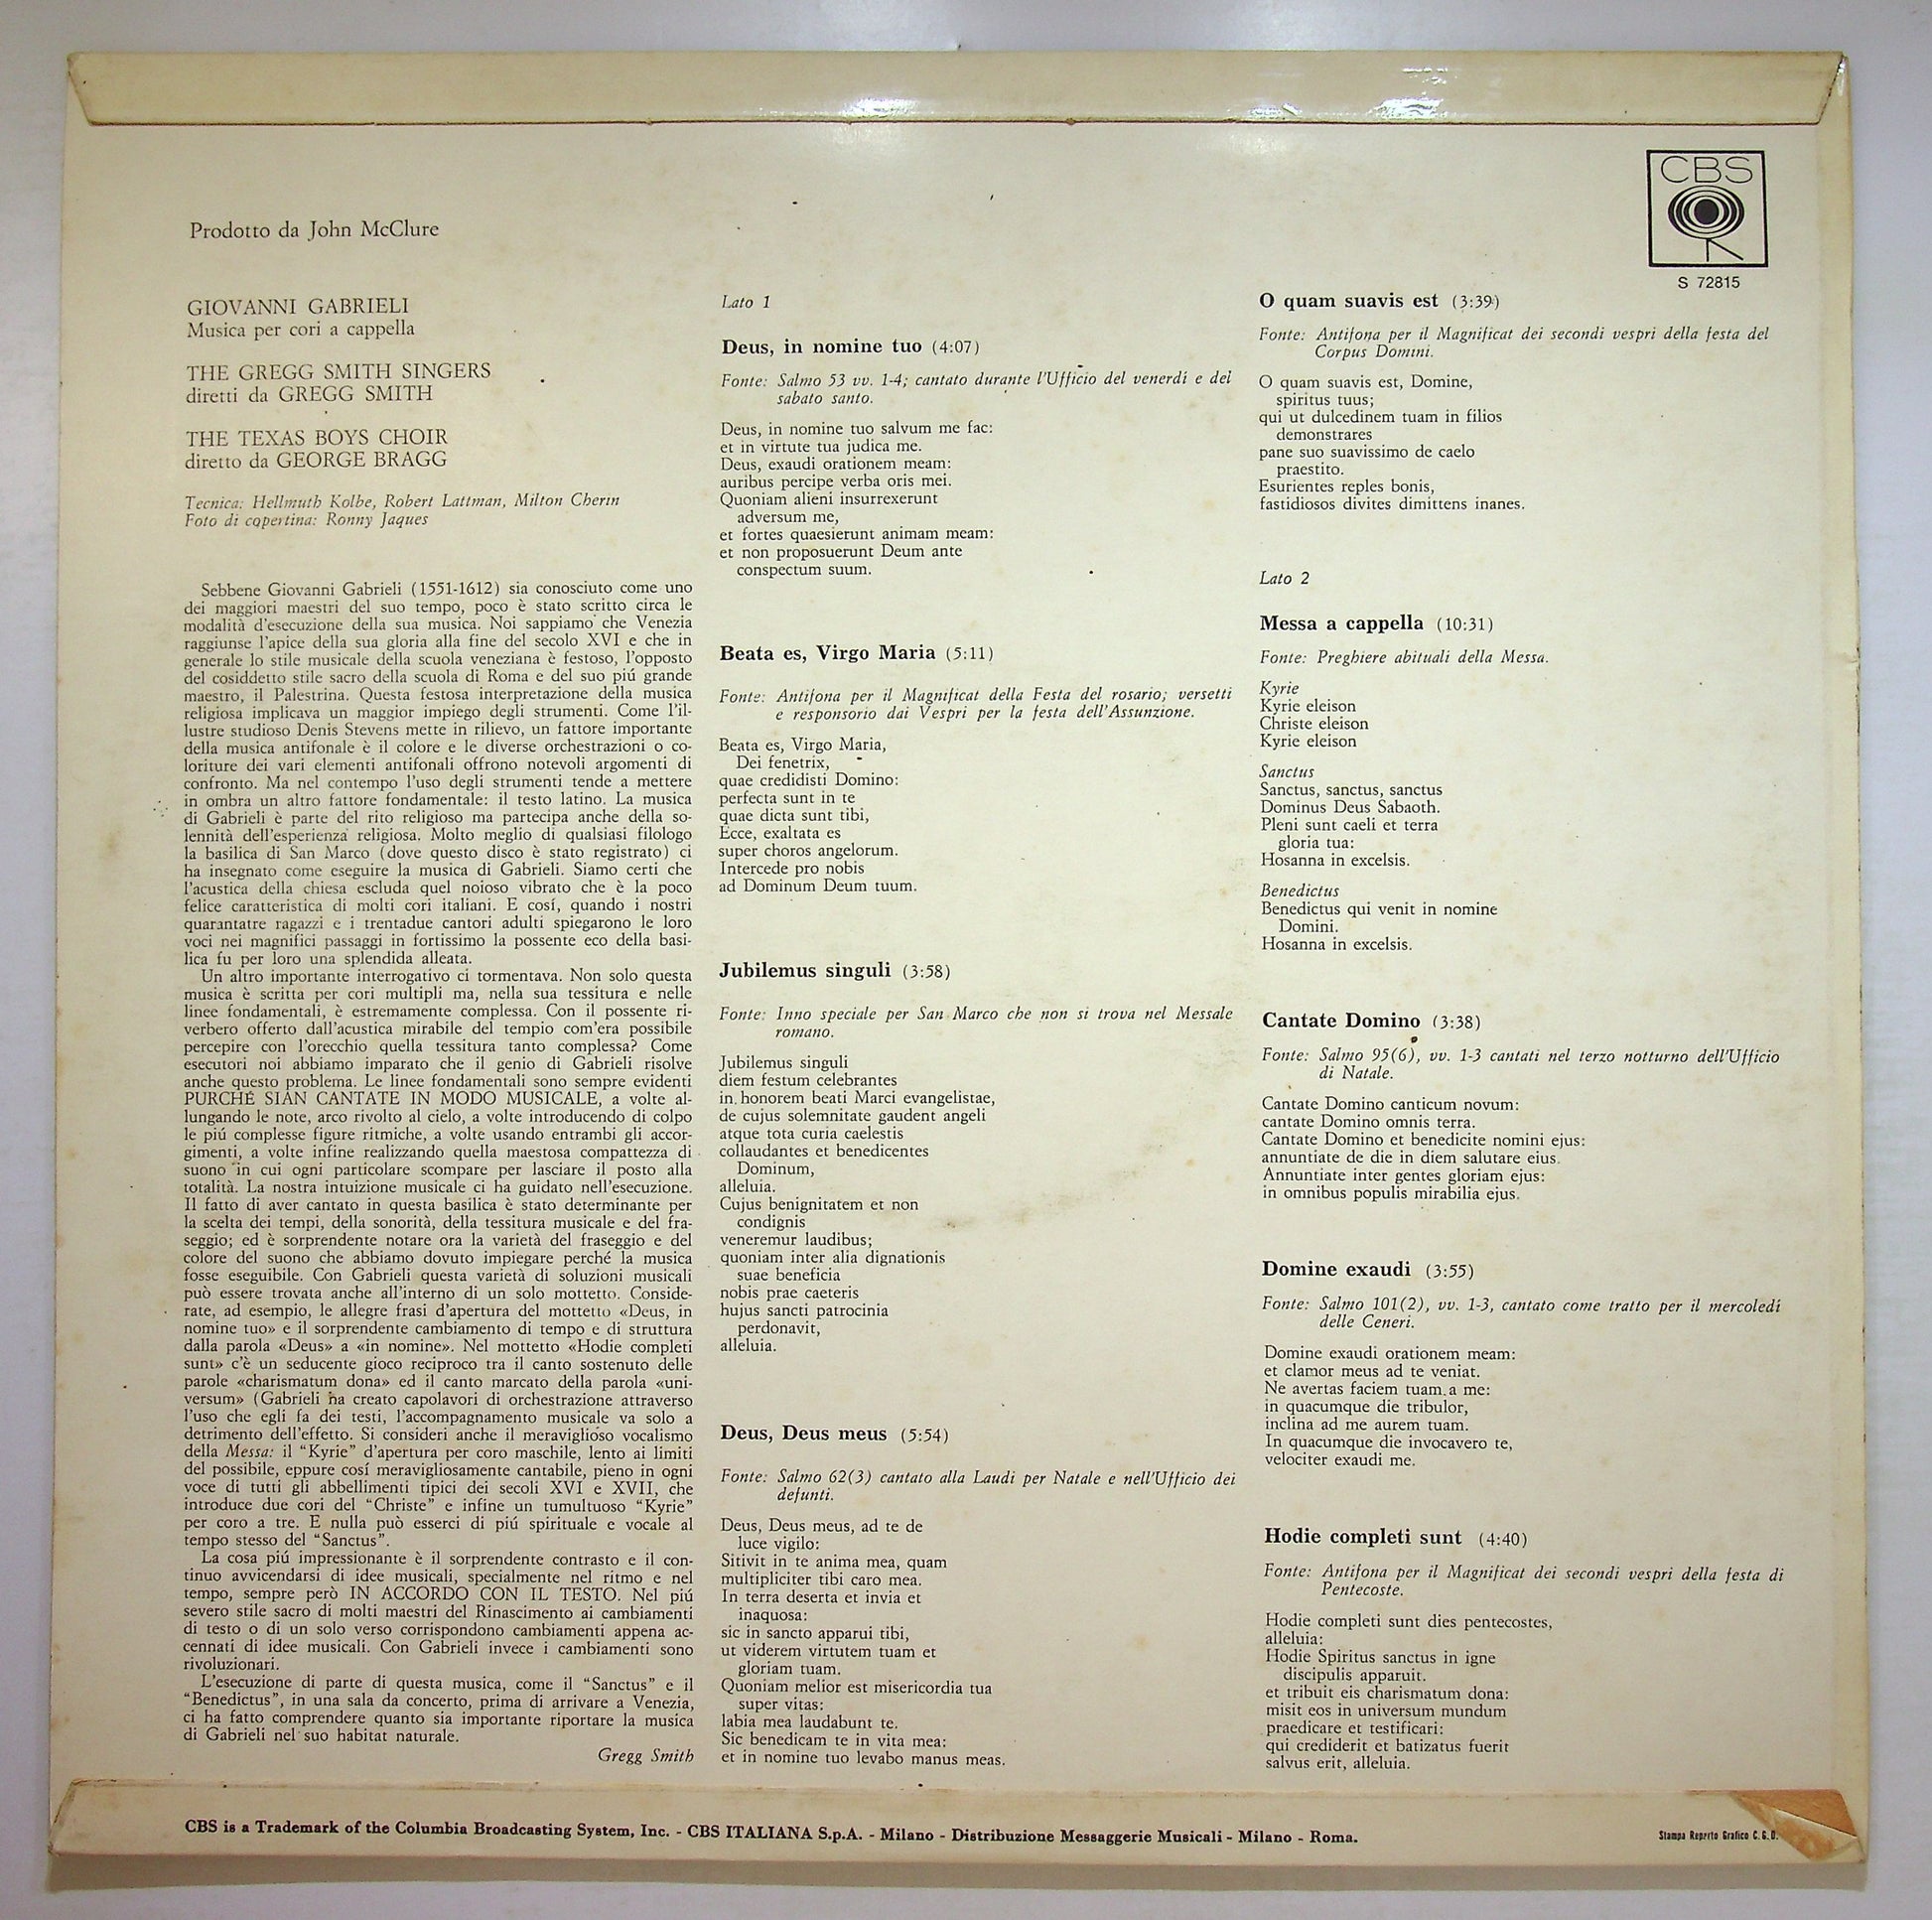 CBS
S 72815
Prodotto da John McClure
GIOVANNI GABRIELI
Musica per cori a cappella
THE GREGG SMITH SINGERS
diretti da GREGG SMITH
THE TEXAS BOYS CHOIR
diretto da GEORGE BRAGG
Tecnica: Hellmuth Kolbe, Robert Lattman, Milton Cherin
Foto di copertina: Ronny Jaques
Sebbene Giovanni Gabrieli (1551-1612) sia conosciuto come uno
dei maggiori maestri del suo tempo, poco è stato scritto circa le
modalità d'esecuzione della sua musica. Noi sappiamo che Venezia
raggiunse l'apice della sua gloria alla fine del secolo XVI e che in
generale lo stile musicale della scuola veneziana è festoso, l'opposto
del cosiddetto stile sacro della scuola di Roma e del suo piú grande
maestro, il Palestrina. Questa festosa interpretazione della musica
religiosa implicava un maggior impiego degli strumenti. Come l'il-
lustre studioso Denis Stevens mette in rilievo, un fattore importante
della musica antifonale è il colore e le diverse orchestrazioni o co-
loriture dei vari elementi antifonali offrono notevoli argomenti di
confronto. Ma nel contempo l'uso degli strumenti tende a mettere
in ombra un altro fattore fondamentale: il testo latino. La musica
di Gabrieli è parte del rito religioso ma partecipa anche della so-
lennità dell'esperienza religiosa. Molto meglio di qualsiasi filologo
la basilica di San Marco (dove questo disco è stato registrato) ci
ha insegnato come eseguire la musica di Gabrieli. Siamo certi che
l'acustica della chiesa escluda quel noioso vibrato che è la poco
felice caratteristica di molti cori italiani. E cosí, quando i nostri
quarantatre ragazzi e i trentadue cantori adulti spiegarono le loro
voci nei magnifici passaggi in fortissimo la possente eco della basi-
lica fu per loro una splendida alleata.
Un altro importante interrogativo ci tormentava. Non solo questa
musica è scritta per cori multipli ma, nella sua tessitura e nelle
linee fondamentali, è estremamente complessa. Con il possente ri-
verbero offerto dall'acustica mirabile del tempio com'era possibile
percepire con l'orecchio quella tessitura tanto complessa? Come
esecutori noi abbiamo imparato che il genio di Gabrieli risolve
anche questo problema. Le linee fondamentali sono sempre evidenti
PURCHÉ SIAN CANTATE IN MODO MUSICALE, a volte al-
lungando le note, arco rivolto al cielo, a volte introducendo di colpo
le piú complesse figure ritmiche, a volte usando entrambi gli accor-
gimenti, a volte infine realizzando quella maestosa compattezza di
suono in cui ogni particolare scompare per lasciare il posto alla
totalità. La nostra intuizione musicale ci ha guidato nell'esecuzione.
Il fatto di aver cantato in questa basilica è stato determinante per
la scelta dei tempi, della sonorità, della tessitura musicale e del fra-
seggio; ed è sorprendente notare ora la varietà del fraseggio e del
colore del suono che abbiamo dovuto impiegare perché la musica
fosse eseguibile. Con Gabrieli questa varietà di soluzioni musicali
può essere trovata anche all'interno di un solo mottetto. Conside-
rate, ad esempio, le allegre frasi d'apertura del mottetto «Deus, in
nomine tuo» e il sorprendente cambiamento di tempo e di struttura
dalla parola «Deus» a «in nomine». Nel mottetto «Hodie completi
sunt» c'è un seducente gioco reciproco tra il canto sostenuto delle
parole «charismatum dona» ed il canto marcato della parola «uni-
versum» (Gabrieli ha creato capolavori di orchestrazione attraverso
l'uso che egli fa dei testi, l'accompagnamento musicale va solo a
detrimento dell'effetto. Si consideri anche il meraviglioso vocalismo
della Messa: il "Kyrie" d'apertura per coro maschile, lento ai limiti
del possibile, eppure cosí meravigliosamente cantabile, pieno in ogni
voce di tutti gli abbellimenti tipici dei secoli XVI e XVII, che
introduce due cori del "Christe" e infine un tumultuoso "Kyrie"
per coro a tre. E nulla può esserci di piú spirituale e vocale al
tempo stesso del "Sanctus".
La cosa piú impressionante è il sorprendente contrasto e il con-
tinuo avvicendarsi di idee musicali, specialmente nel ritmo e nel
tempo, sempre però IN ACCORDO CON IL TESTO. Nel piú
severo stile sacro di molti maestri del Rinascimento ai cambiamenti
di testo o di un solo verso corrispondono cambiamenti appena ac-
cennati di idee musicali. Con Gabrieli invece i cambiamenti sono
rivoluzionari.
L'esecuzione di parte di questa musica, come il "Sanctus" e il
"Benedictus", in una sala da concerto, prima di arrivare a Venezia,
ci ha fatto comprendere quanto sia importante riportare la musica
di Gabrieli nel suo habitat naturale.
Gregg Smith
Lato 1
Deus, in nomine tuo (4:07)
Fonte: Salmo 53 vv. 1-4; cantato durante l'Ufficio del venerdí e del
sabato santo.
Deus, in nomine tuo salvum me fac:
et in virtute tua judica me.
Deus, exaudi orationem meam:
auribus percipe verba oris mei.
Quoniam alieni insurrexerunt
adversum me,
et fortes quaesierunt animam meam:
et non proposuerunt Deum ante
conspectum suum.
Beata es, Virgo Maria (5:11)
Fonte: Antifona per il Magnificat della Festa del rosario; versetti
e responsorio dai Vespri per la festa dell'Assunzione.
Beata es, Virgo Maria,
Dei fenetrix,
quae credidisti Domino:
perfecta sunt in te
quae dicta sunt tibi,
Ecce, exaltata es
super choros angelorum.
Intercede pro nobis
ad Dominum Deum tuum.
Jubilemus singuli (3:58)
Fonte: Inno speciale per San Marco che non si trova nel Messale
romano.
Jubilemus singuli
diem festum celebrantes
in honorem beati Marci evangelistae,
de cujus solemnitate gaudent angeli
atque tota curia caelestis
collaudantes et benedicentes
Dominum,
alleluia.
Cujus benignitatem et non
condignis
veneremur laudibus;
quoniam inter alia dignationis
suae beneficia
nobis prae caeteris
hujus sancti patrocinia
perdonavit,
alleluia.
Deus, Deus meus (5:54)
Fonte: Salmo 62(3) cantato alla Laudi per Natale e nell'Ufficio dei
defunti.
Deus, Deus meus, ad te de
luce vigilo:
Sitivit in te anima mea, quam
multipliciter tibi caro mea.
In terra deserta et invia et
inaquosa:
sic in sancto apparui tibi,
ut viderem virtutem tuam et
gloriam tuam.
Quoniam melior est misericordia tua
super vitas:
labia mea laudabunt te.
Sic benedicam te in vita mea:
et in nomine tuo levabo manus meas.
O quam suavis est (3:39)
Fonte: Antifona per il Magnificat dei secondi vespri della festa del
Corpus Domini.
O quam suavis est, Domine,
spiritus tuus;
qui ut dulcedinem tuam in filios
demonstrares
pane suo suavissimo de caelo
praestito.
Esurientes reples bonis,
fastidiosos divites dimittens inanes.
Lato 2
Messa a cappella (10:31)
Fonte: Preghiere abituali della Messa.
Kyrie
Kyrie eleison
Christe eleison
Kyrie eleison
Sanctus
Sanctus, sanctus, sanctus
Dominus Deus Sabaoth.
Pleni sunt caeli et terra
gloria tua:
Hosanna in excelsis.
Benedictus
Benedictus qui venit in nomine
Domini.
Hosanna in excelsis.
Cantate Domino (3:38)
Fonte: Salmo 95(6), vv. 1-3 cantati nel terzo notturno dell'Ufficio
di Natale.
Cantate Domino canticum novum:
cantate Domino omnis terra.
Cantate Domino et benedicite nomini ejus:
annuntiate de die in diem salutare eius.
Annuntiate inter gentes gloriam ejus:
in omnibus populis mirabilia ejus.
Domine exaudi (3:55)
Fonte: Salmo 101(2), vv. 1-3, cantato come tratto per il mercoledí
delle Ceneri.
Domine exaudi orationem meam:
et clamor meus ad te veniat.
Ne avertas faciem tuam a me:
in quacumque die tribulor,
inclina ad me aurem tuam.
In quacumque die invocavero te,
velociter exaudi me.
Hodie completi sunt (4:40)
Fonte: Antifona per il Magnificat dei secondi vespri della festa di
Pentecoste.
Hodie completi sunt dies pentecostes,
alleluia:
Hodie Spiritus sanctus in igne
discipulis apparuit.
et tribuit eis charismatum dona:
misit eos in universum mundum
praedicare et testificari:
qui crediderit et batizatus fuerit
salvus erit, alleluia.
CBS is a Trademark of the Columbia Broadcasting System, Inc. - CBS ITALIANA S.p.A. - Milano - Distribuzione Messaggerie Musicali - Milano - Roma.
Stampa Reparto Grafico C.G.D.